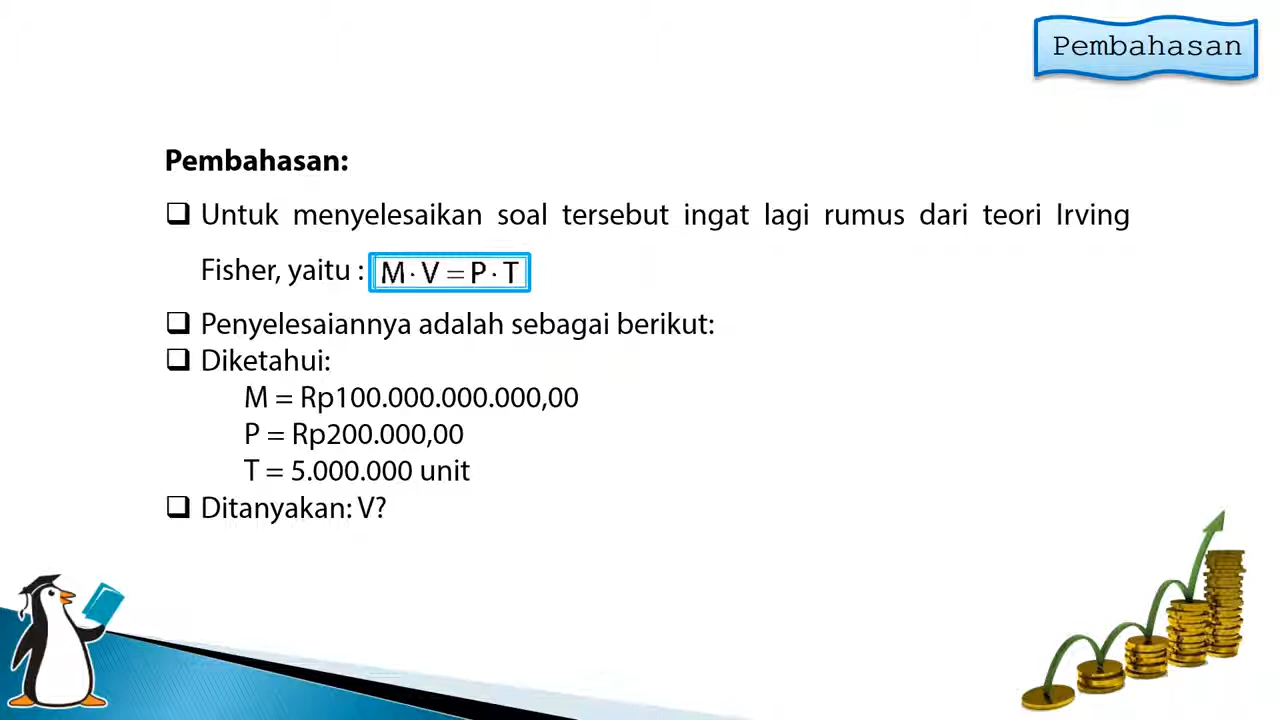 Pembahasan
Pembahasan:
❑ Untuk menyelesaikan soal tersebut ingat lagi rumus dari teori Irving
Fisher, yaitu : M · V = P · T
❑ Penyelesaiannya adalah sebagai berikut:
❑ Diketahui:
M = Rp100.000.000.000,00
P = Rp200.000,00
T = 5.000.000 unit
❑ Ditanyakan: V?